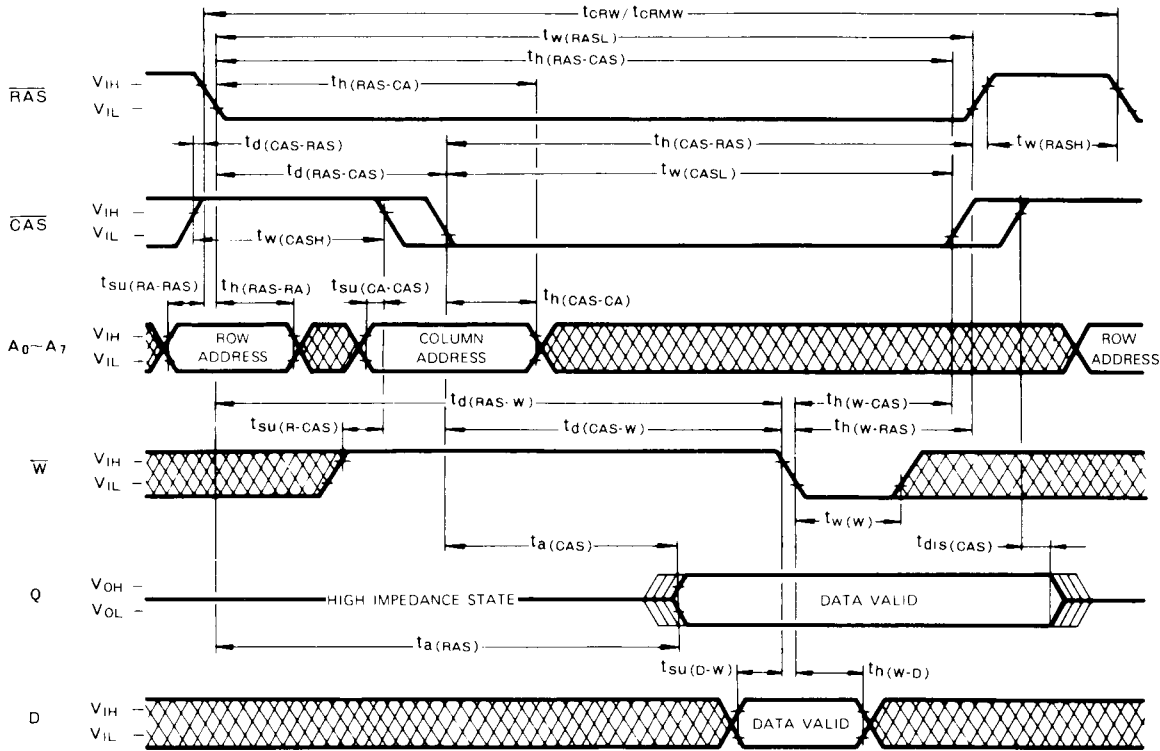 tCRW/tCRMW
tw(RASL)
th(RAS-CAS)
th(RAS-CA)
RAS
VIH
VIL
td(CAS-RAS)
th(CAS-RAS)
tw(RASH)
td(RAS-CAS)
tw(CASL)
CAS
VIH
VIL
tw(CASH)
tsu(RA-RAS)
th(RAS-RA)
tsu(CA-CAS)
th(CAS-CA)
A0~A7
VIH
VIL
ROW ADDRESS
COLUMN ADDRESS
ROW ADDRESS
td(RAS-W)
th(W-CAS)
tsu(R-CAS)
td(CAS-W)
th(W-RAS)
W
VIH
VIL
tw(W)
ta(CAS)
tdis(CAS)
Q
VOH
VOL
HIGH IMPEDANCE STATE
DATA VALID
ta(RAS)
tsu(D-W)
th(W-D)
D
VIH
VIL
DATA VALID